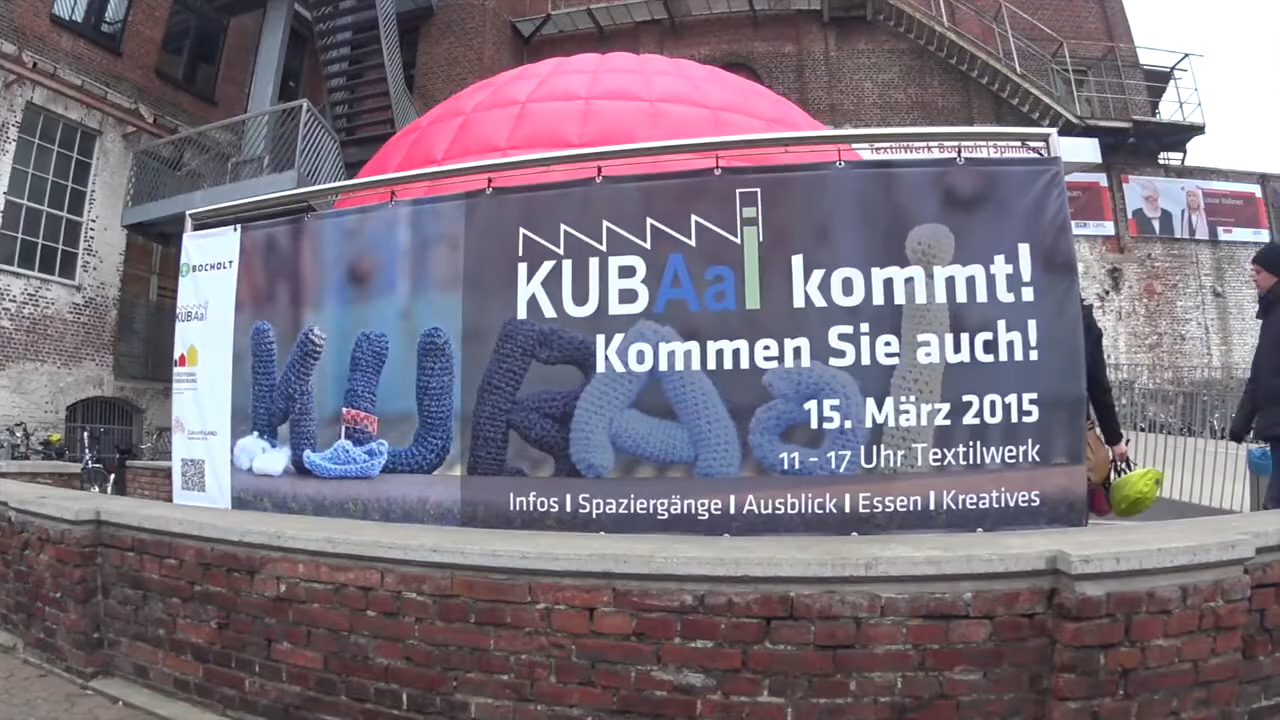 TextilWerk Bocholt | Spinnerei
BOCHOLT
KUBAaI
KUBAaI kommt!
Kommen Sie auch!
15. März 2015
11 - 17 Uhr Textilwerk
Infos I Spaziergänge I Ausblick I Essen I Kreatives
KUBAai